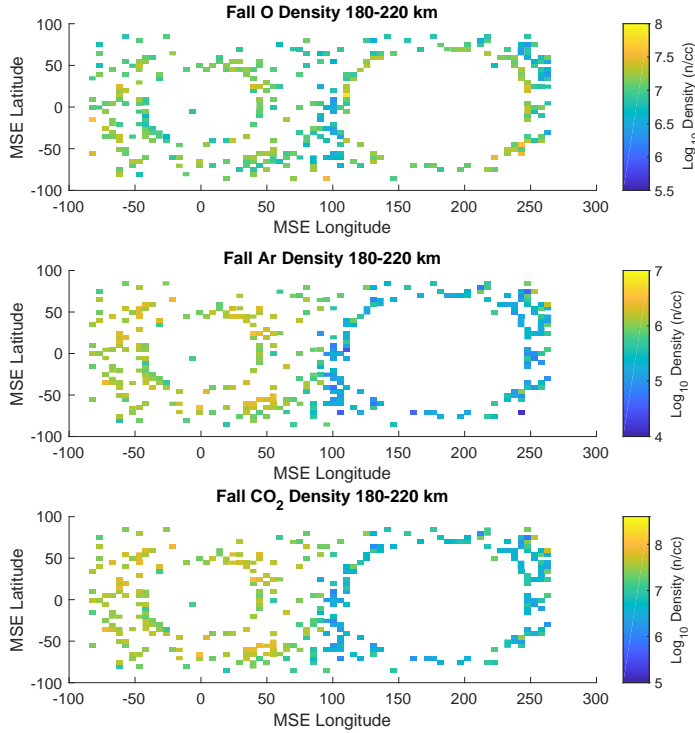 Fall O Density 180-220 km
MSE Latitude
100
50
0
-50
-100
-100 -50 0 50 100 150 200 250 300
MSE Longitude
8
7.5
7
6.5
6
5.5
Log₁₀ Density (n/cc)
Fall Ar Density 180-220 km
MSE Latitude
100
50
0
-50
-100
-100 -50 0 50 100 150 200 250 300
MSE Longitude
7
6
5
4
Log₁₀ Density (n/cc)
Fall CO₂ Density 180-220 km
MSE Latitude
100
50
0
-50
-100
-100 -50 0 50 100 150 200 250 300
MSE Longitude
8
7
6
5
Log₁₀ Density (n/cc)